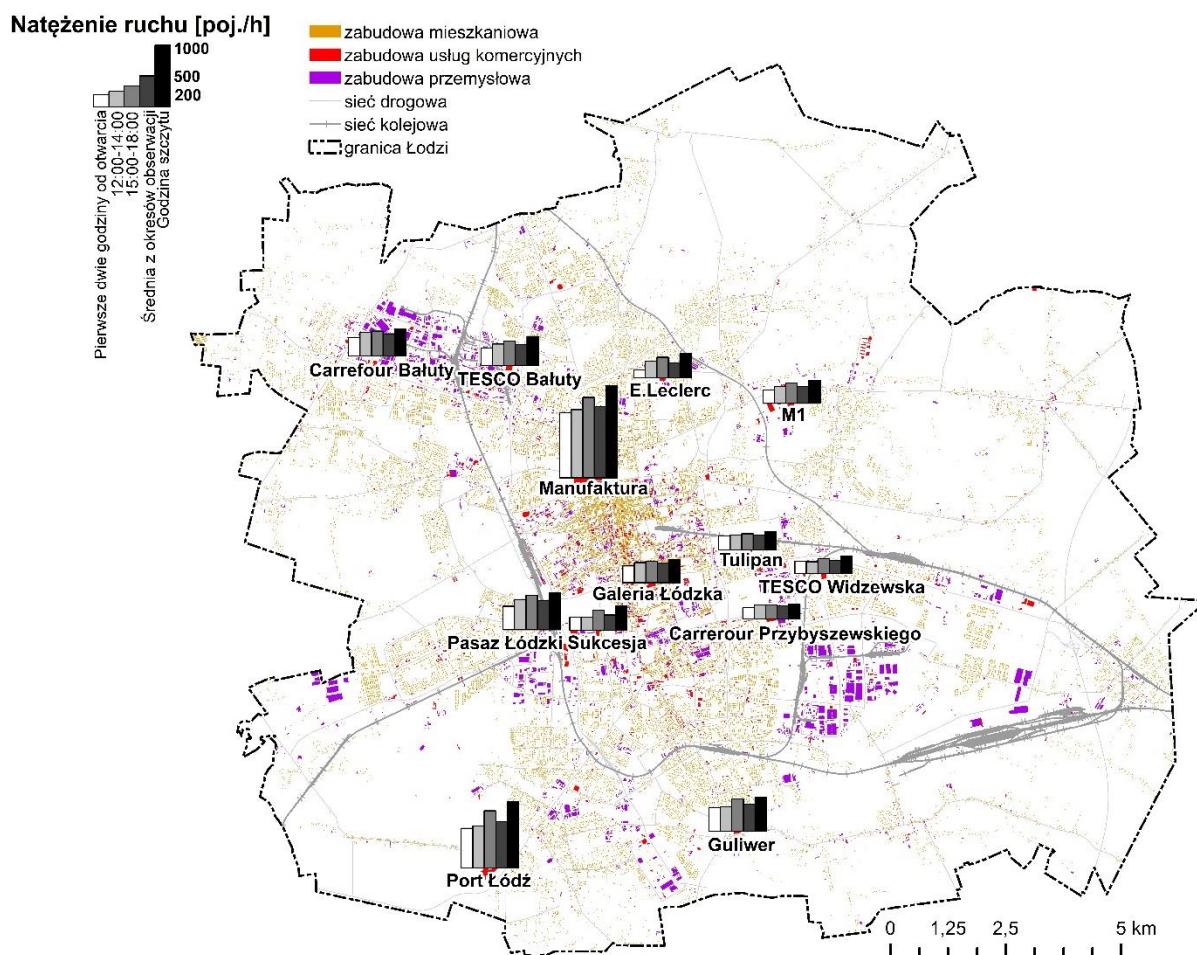 Natężenie ruchu [poj./h]
1000
500
200
Pierwsze dwie godziny od otwarcia
12:00-14:00
15:00-18:00
Średnia z okresów obserwacji
Godzina szczytu
zabudowa mieszkaniowa
zabudowa usług komercyjnych
zabudowa przemysłowa
sieć drogowa
sieć kolejowa
granica Łodzi
Carrefour Bałuty
TESCO Bałuty
E.Leclerc
M1
Manufaktura
Tulipan
TESCO Widzewska
Galeria Łódzka
Carrerour Przybyszewskiego
Pasaz Łódzki
Sukcesja
Guliwer
Port Łódź
0 1,25 2,5 5 km